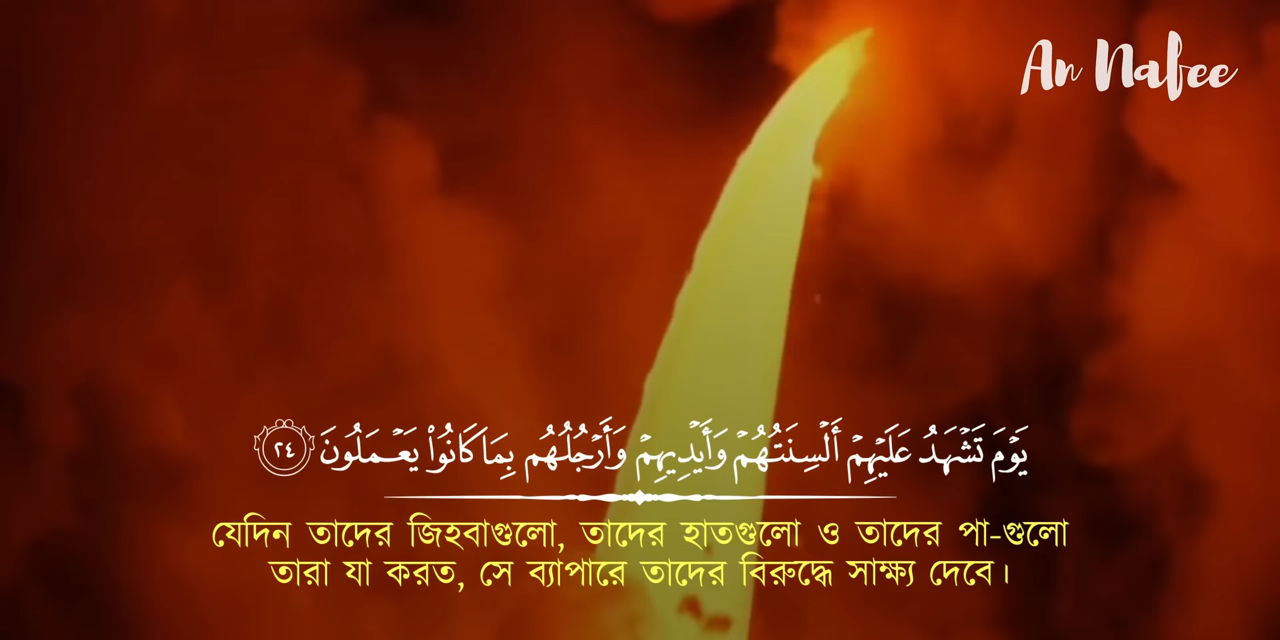 An Nafee
يَوْمَ تَشْهَدُ عَلَيْهِمْ أَلْسِنَتُهُمْ وَأَيْدِيهِمْ وَأَرْجُلُهُم بِمَا كَانُوا۟ يَعْمَلُونَ ٢٤
যেদিন তাদের জিহবাগুলো, তাদের হাতগুলো ও তাদের পা-গুলো
তারা যা করত, সে ব্যাপারে তাদের বিরুদ্ধে সাক্ষ্য দেবে।